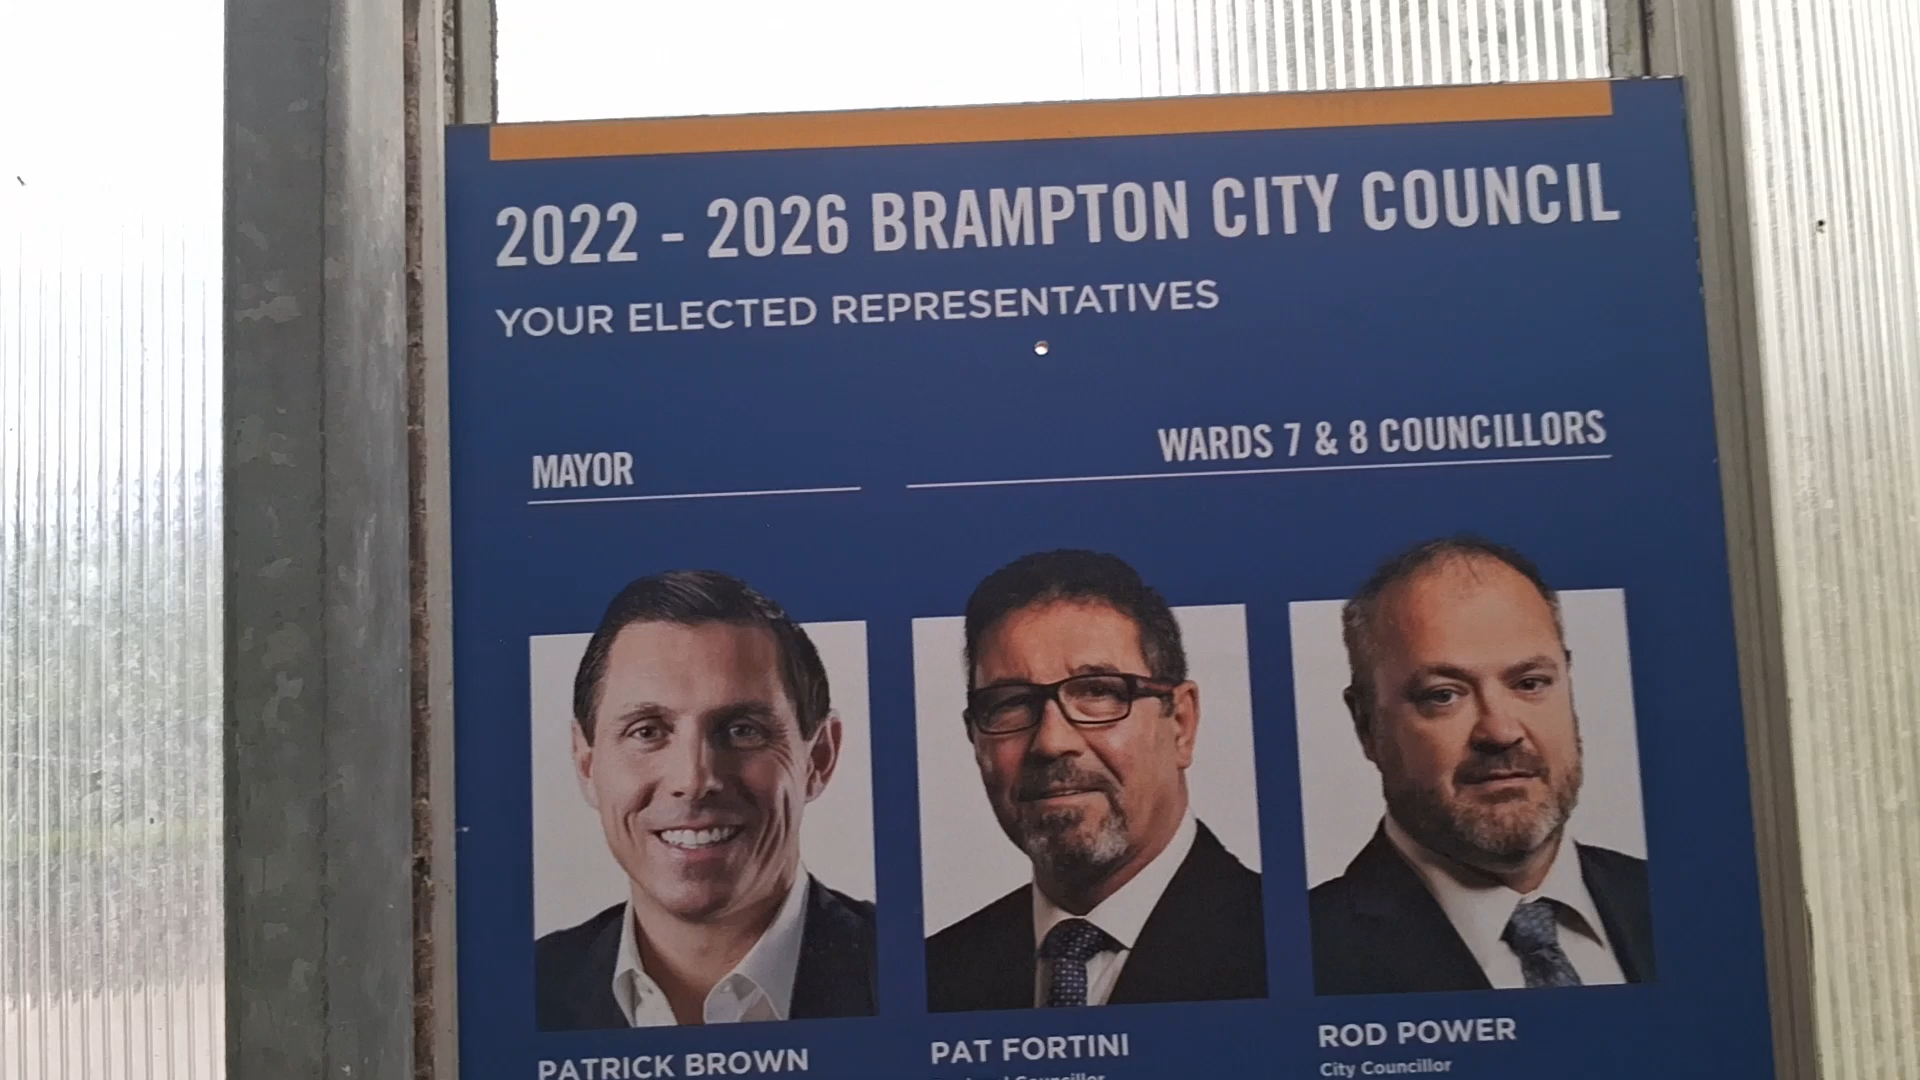 2022 - 2026 BRAMPTON CITY COUNCIL
YOUR ELECTED REPRESENTATIVES
MAYOR
WARDS 7 & 8 COUNCILLORS
PATRICK BROWN
PAT FORTINI
Councillor
ROD POWER
City Councillor